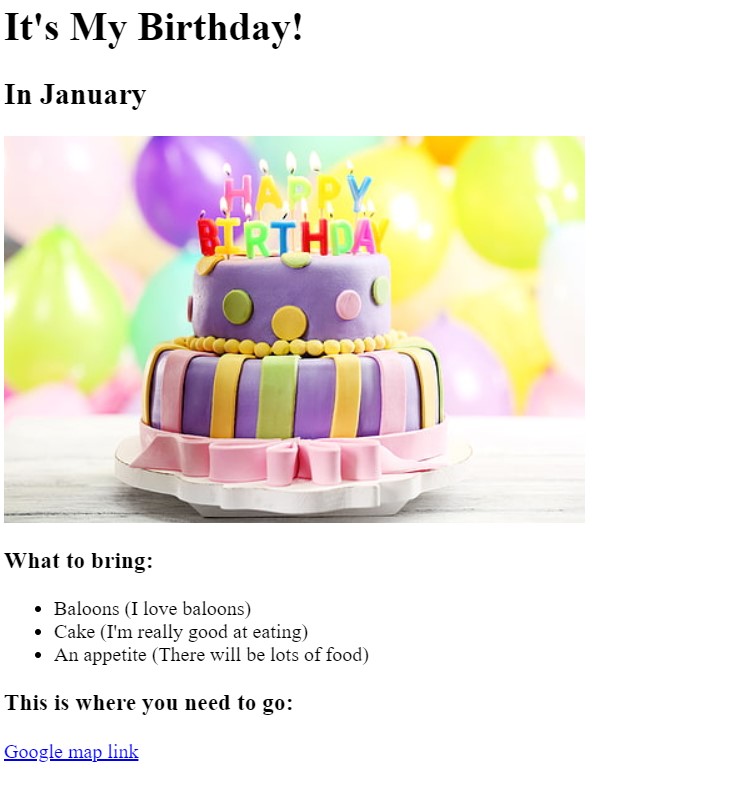 It's My Birthday!
In January
HAPPY
BIRTHDAY
What to bring:
Baloons (I love baloons)
Cake (I'm really good at eating)
An appetite (There will be lots of food)
This is where you need to go:
Google map link